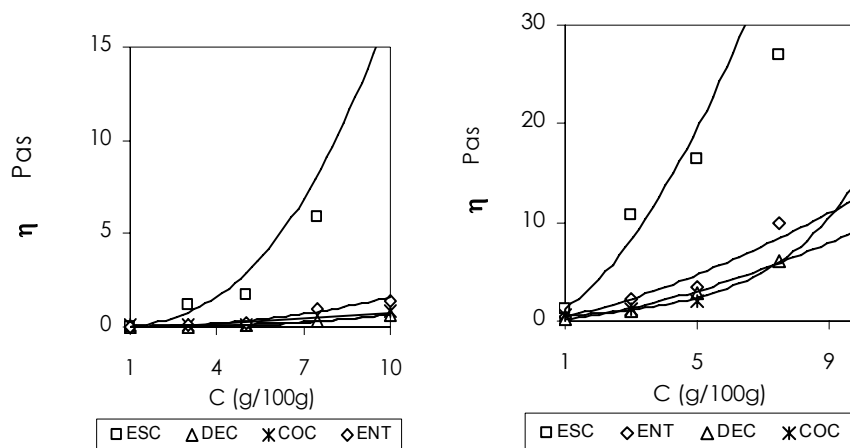 15
10
5
0
η Pas
1 4 7 10
C (g/100g)
□ ESC △ DEC ж COC ◇ ENT
30
20
10
0
η Pas
1 5 9
C (g/100g)
□ ESC ◇ ENT △ DEC ж COC